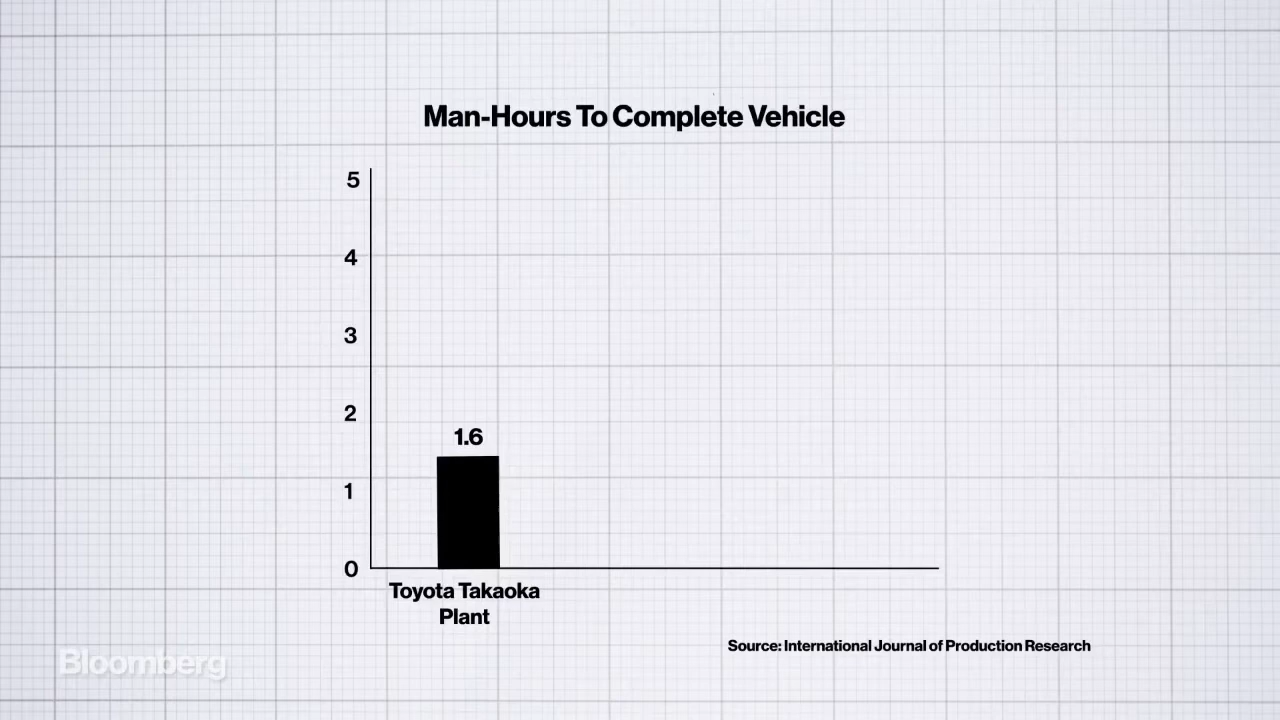 Man-Hours To Complete Vehicle
5
4
3
2
1.6
1
0
Toyota Takaoka
Plant
Source: International Journal of Production Research
Bloomberg